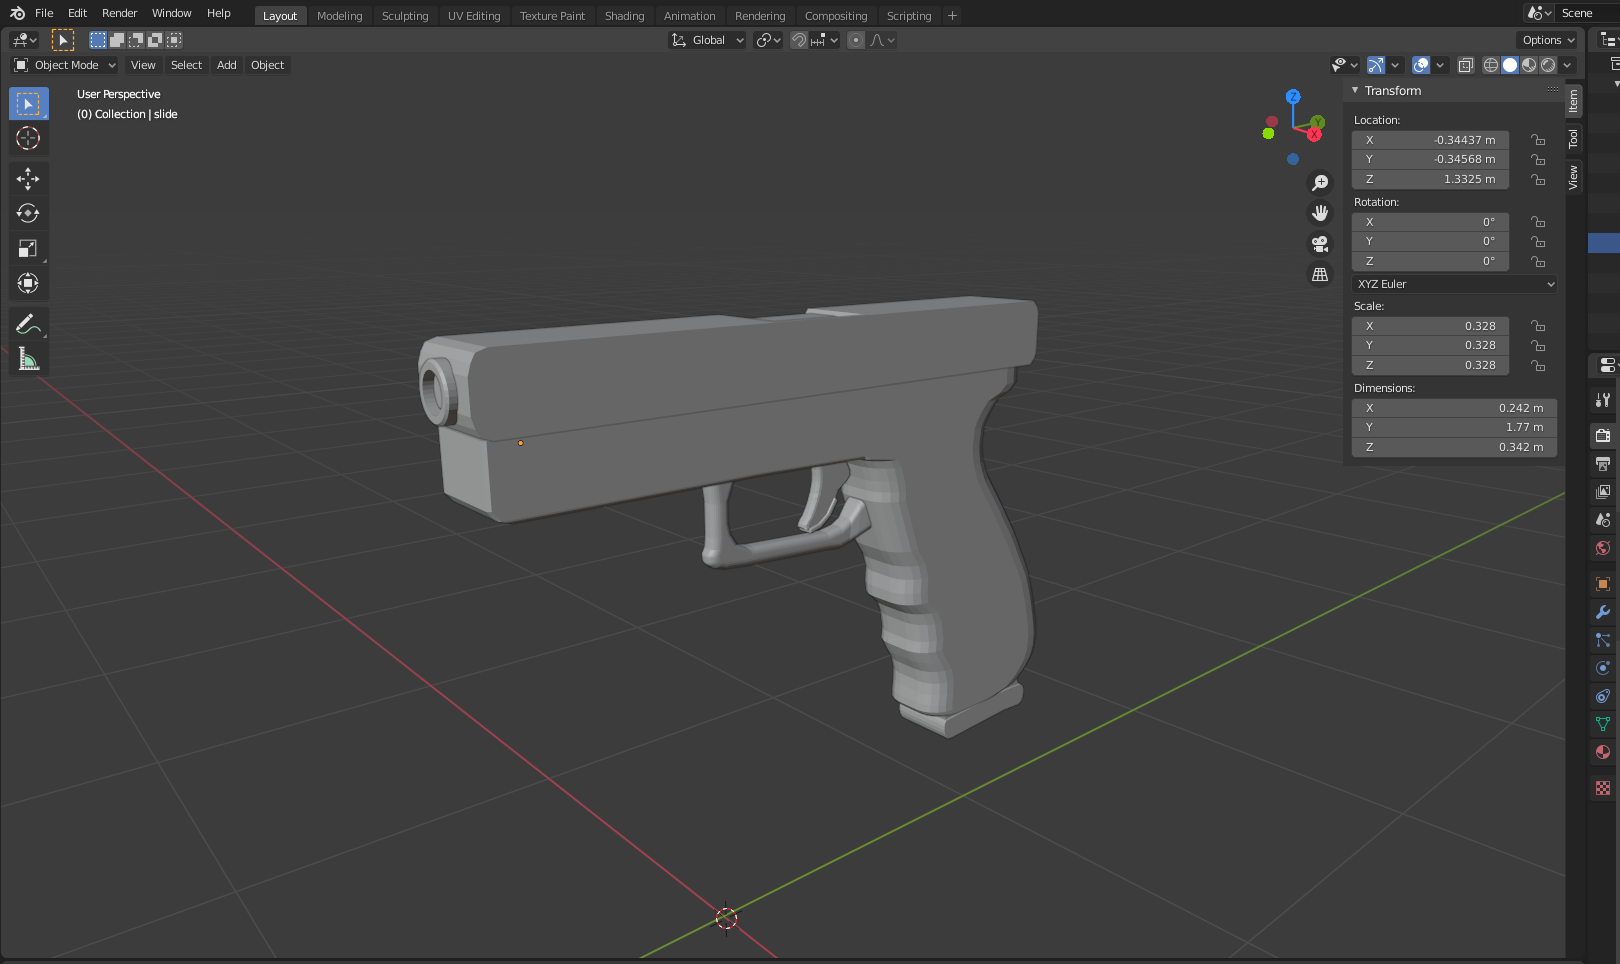 File Edit Render Window Help Layout Modeling Sculpting UV Editing Texture Paint Shading Animation Rendering Compositing Scripting + Scene
Global Options
Object Mode View Select Add Object
User Perspective
(0) Collection | slide
Z
Y
X
Transform
Location:
X -0.34437 m
Y -0.34568 m
Z 1.3325 m
Rotation:
X 0°
Y 0°
Z 0°
XYZ Euler
Scale:
X 0.328
Y 0.328
Z 0.328
Dimensions:
X 0.242 m
Y 1.77 m
Z 0.342 m
Item
Tool
View